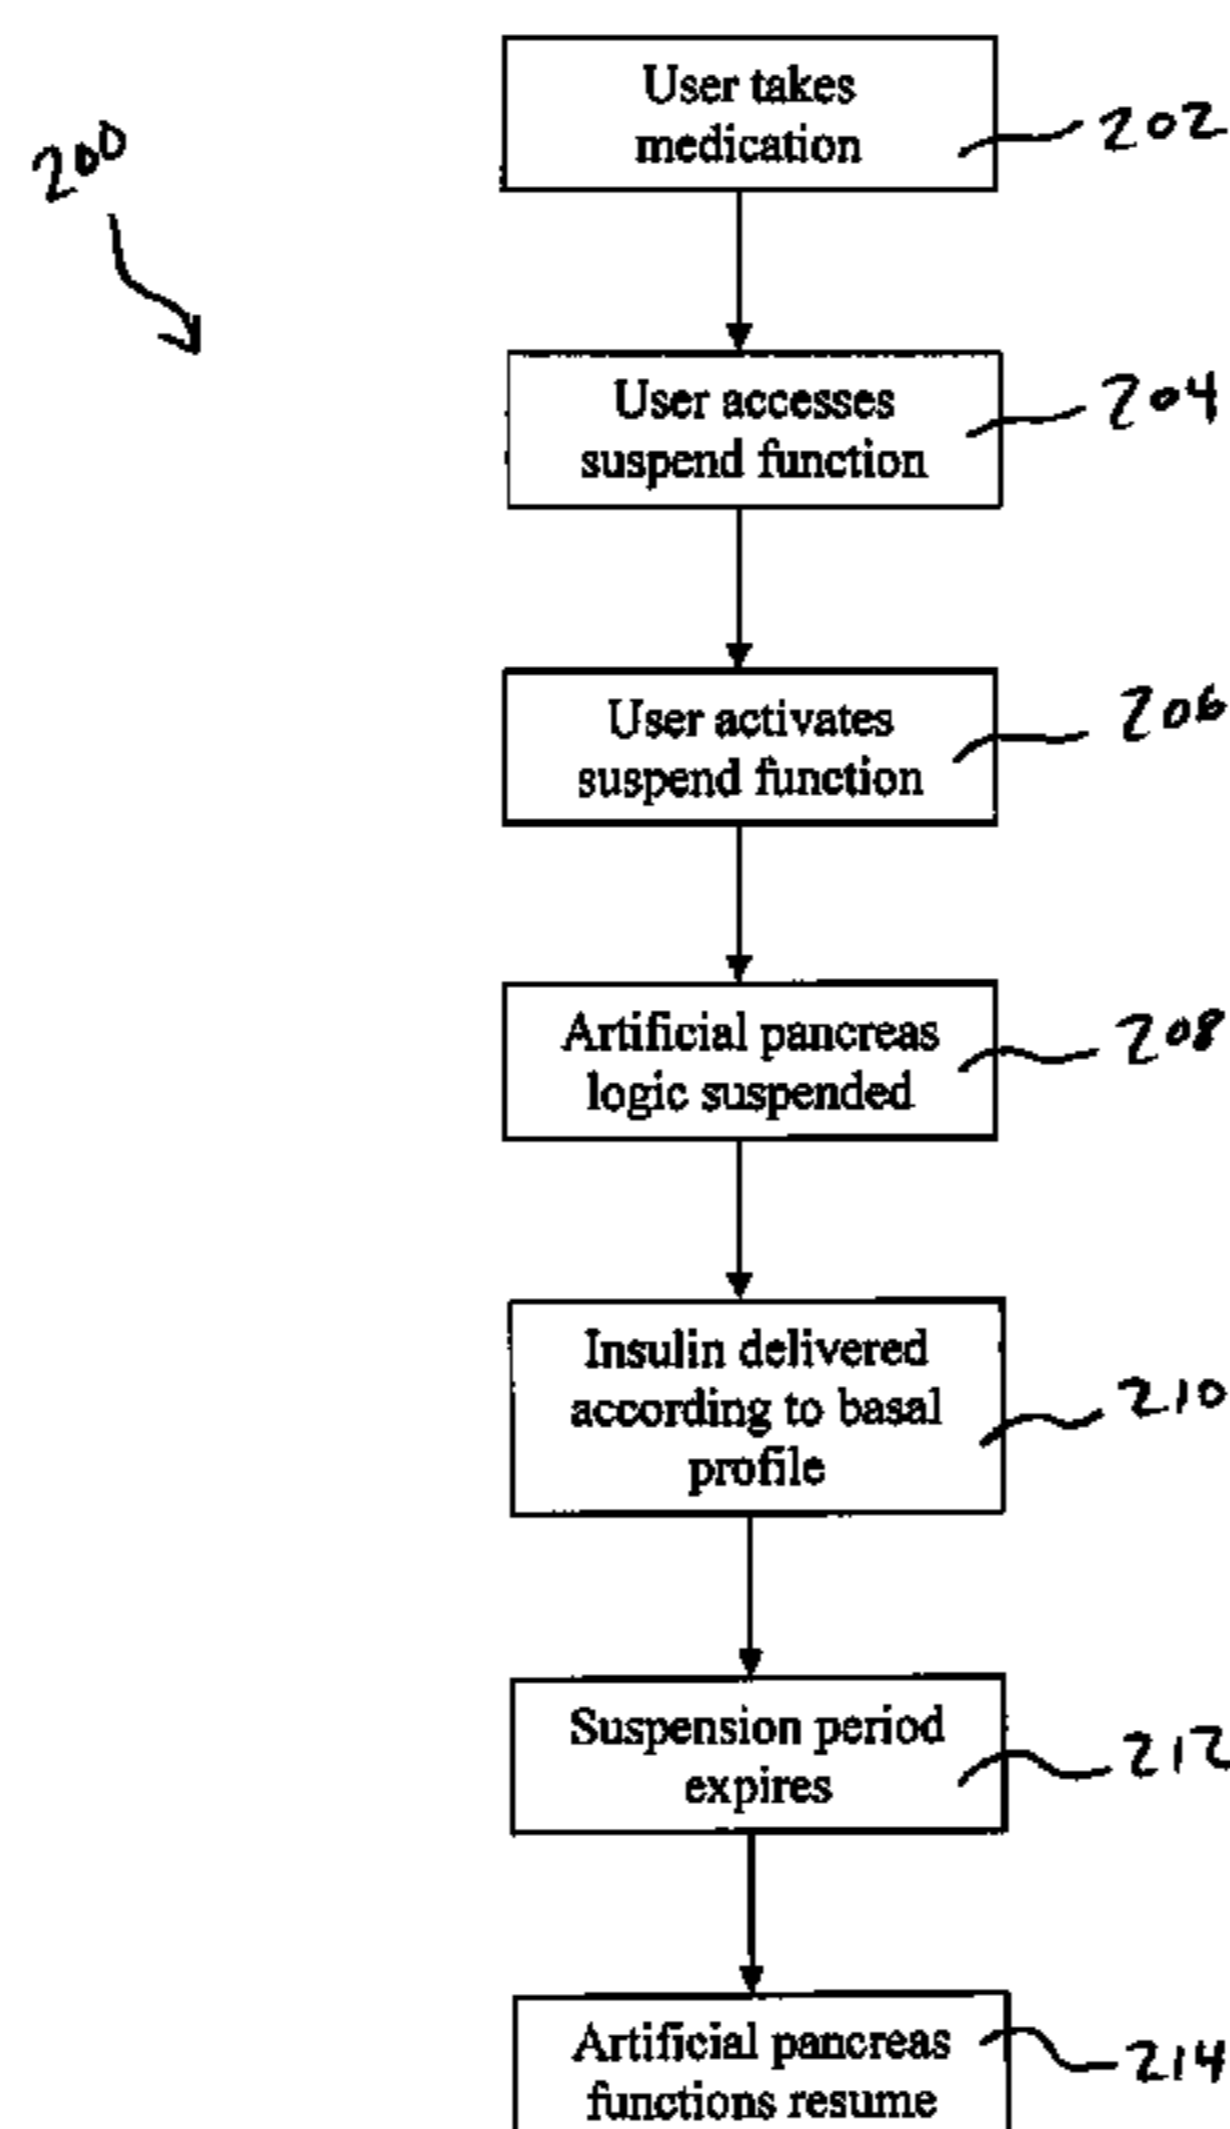 200
User takes
medication
202
User accesses
suspend function
204
User activates
suspend function
206
Artificial pancreas
logic suspended
208
Insulin delivered
according to basal
profile
210
Suspension period
expires
212
Artificial pancreas
functions resume
214